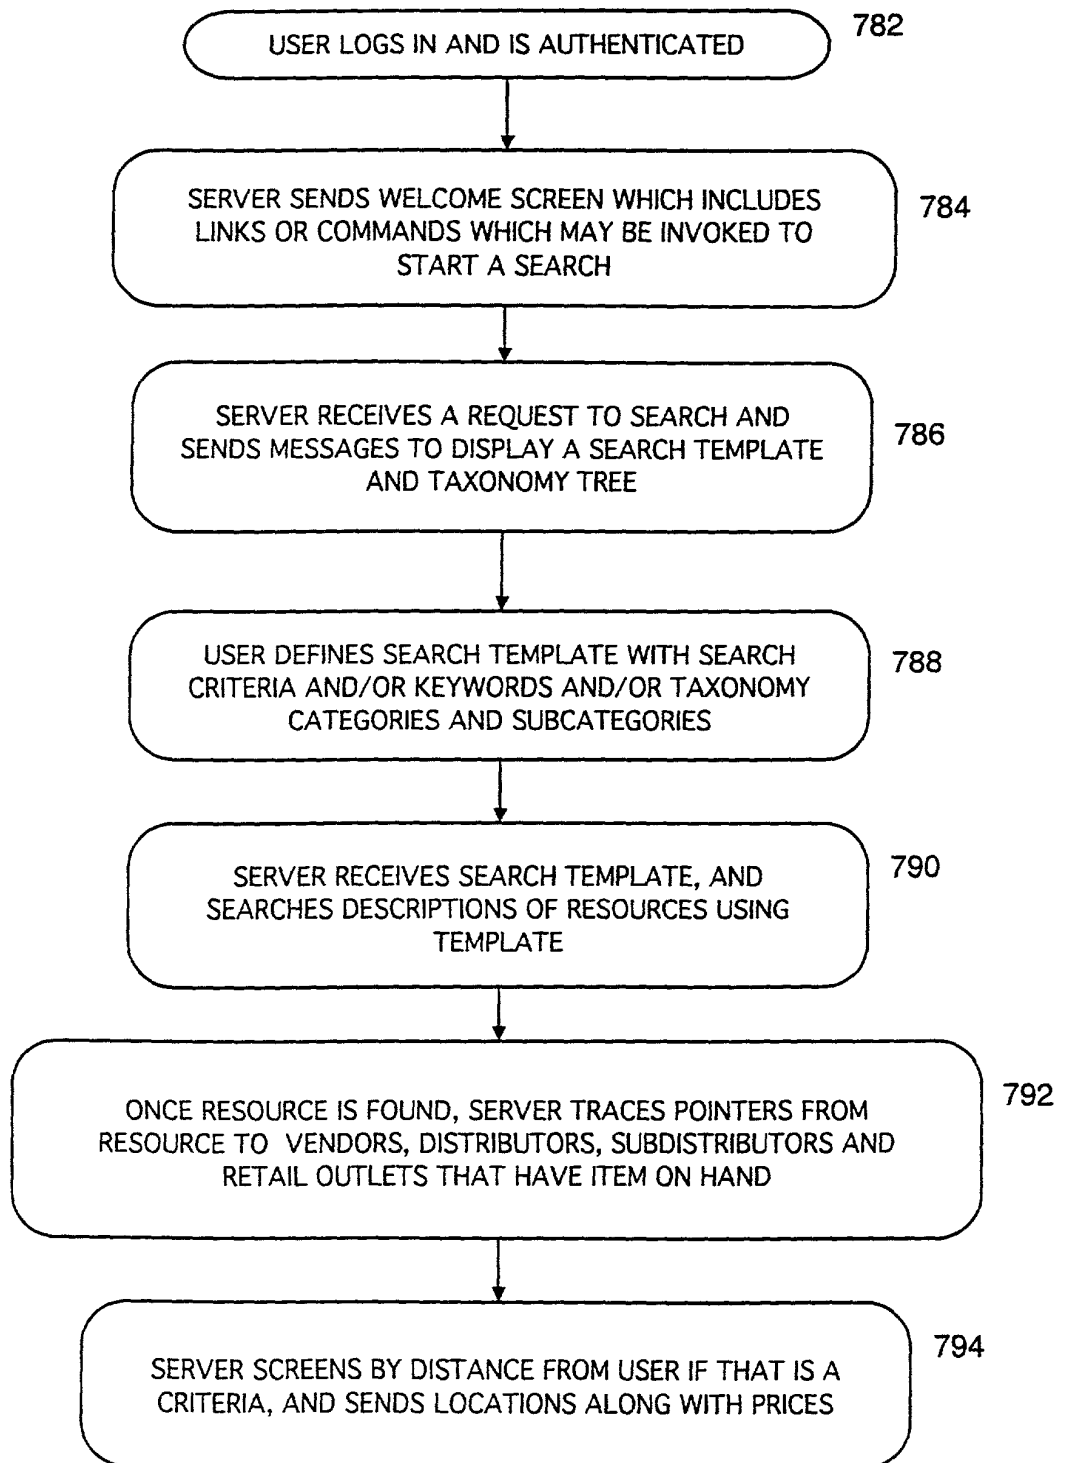 USER LOGS IN AND IS AUTHENTICATED
782
SERVER SENDS WELCOME SCREEN WHICH INCLUDES
LINKS OR COMMANDS WHICH MAY BE INVOKED TO
START A SEARCH
784
SERVER RECEIVES A REQUEST TO SEARCH AND
SENDS MESSAGES TO DISPLAY A SEARCH TEMPLATE
AND TAXONOMY TREE
786
USER DEFINES SEARCH TEMPLATE WITH SEARCH
CRITERIA AND/OR KEYWORDS AND/OR TAXONOMY
CATEGORIES AND SUBCATEGORIES
788
SERVER RECEIVES SEARCH TEMPLATE, AND
SEARCHES DESCRIPTIONS OF RESOURCES USING
TEMPLATE
790
ONCE RESOURCE IS FOUND, SERVER TRACES POINTERS FROM
RESOURCE TO VENDORS, DISTRIBUTORS, SUBDISTRIBUTORS AND
RETAIL OUTLETS THAT HAVE ITEM ON HAND
792
SERVER SCREENS BY DISTANCE FROM USER IF THAT IS A
CRITERIA, AND SENDS LOCATIONS ALONG WITH PRICES
794